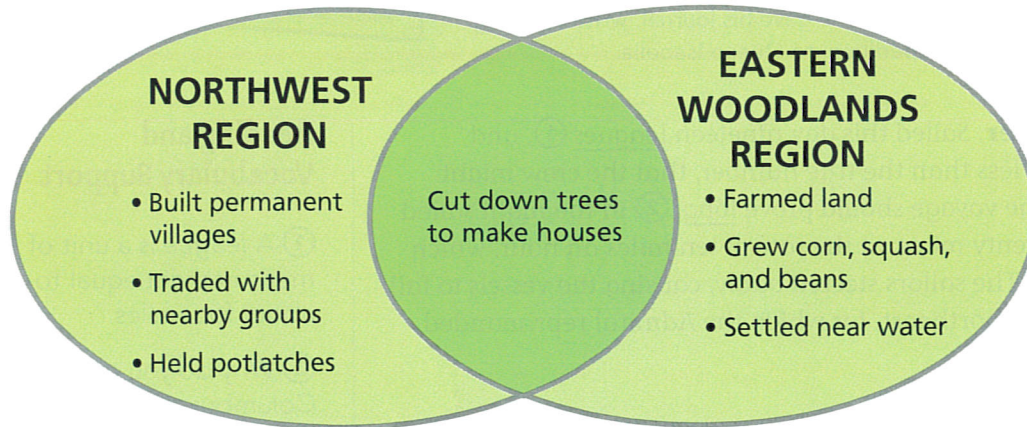 NORTHWEST
REGION
• Built permanent
villages
• Traded with
nearby groups
• Held potlatches
Cut down trees
to make houses
EASTERN
WOODLANDS
REGION
• Farmed land
• Grew corn, squash,
and beans
• Settled near water